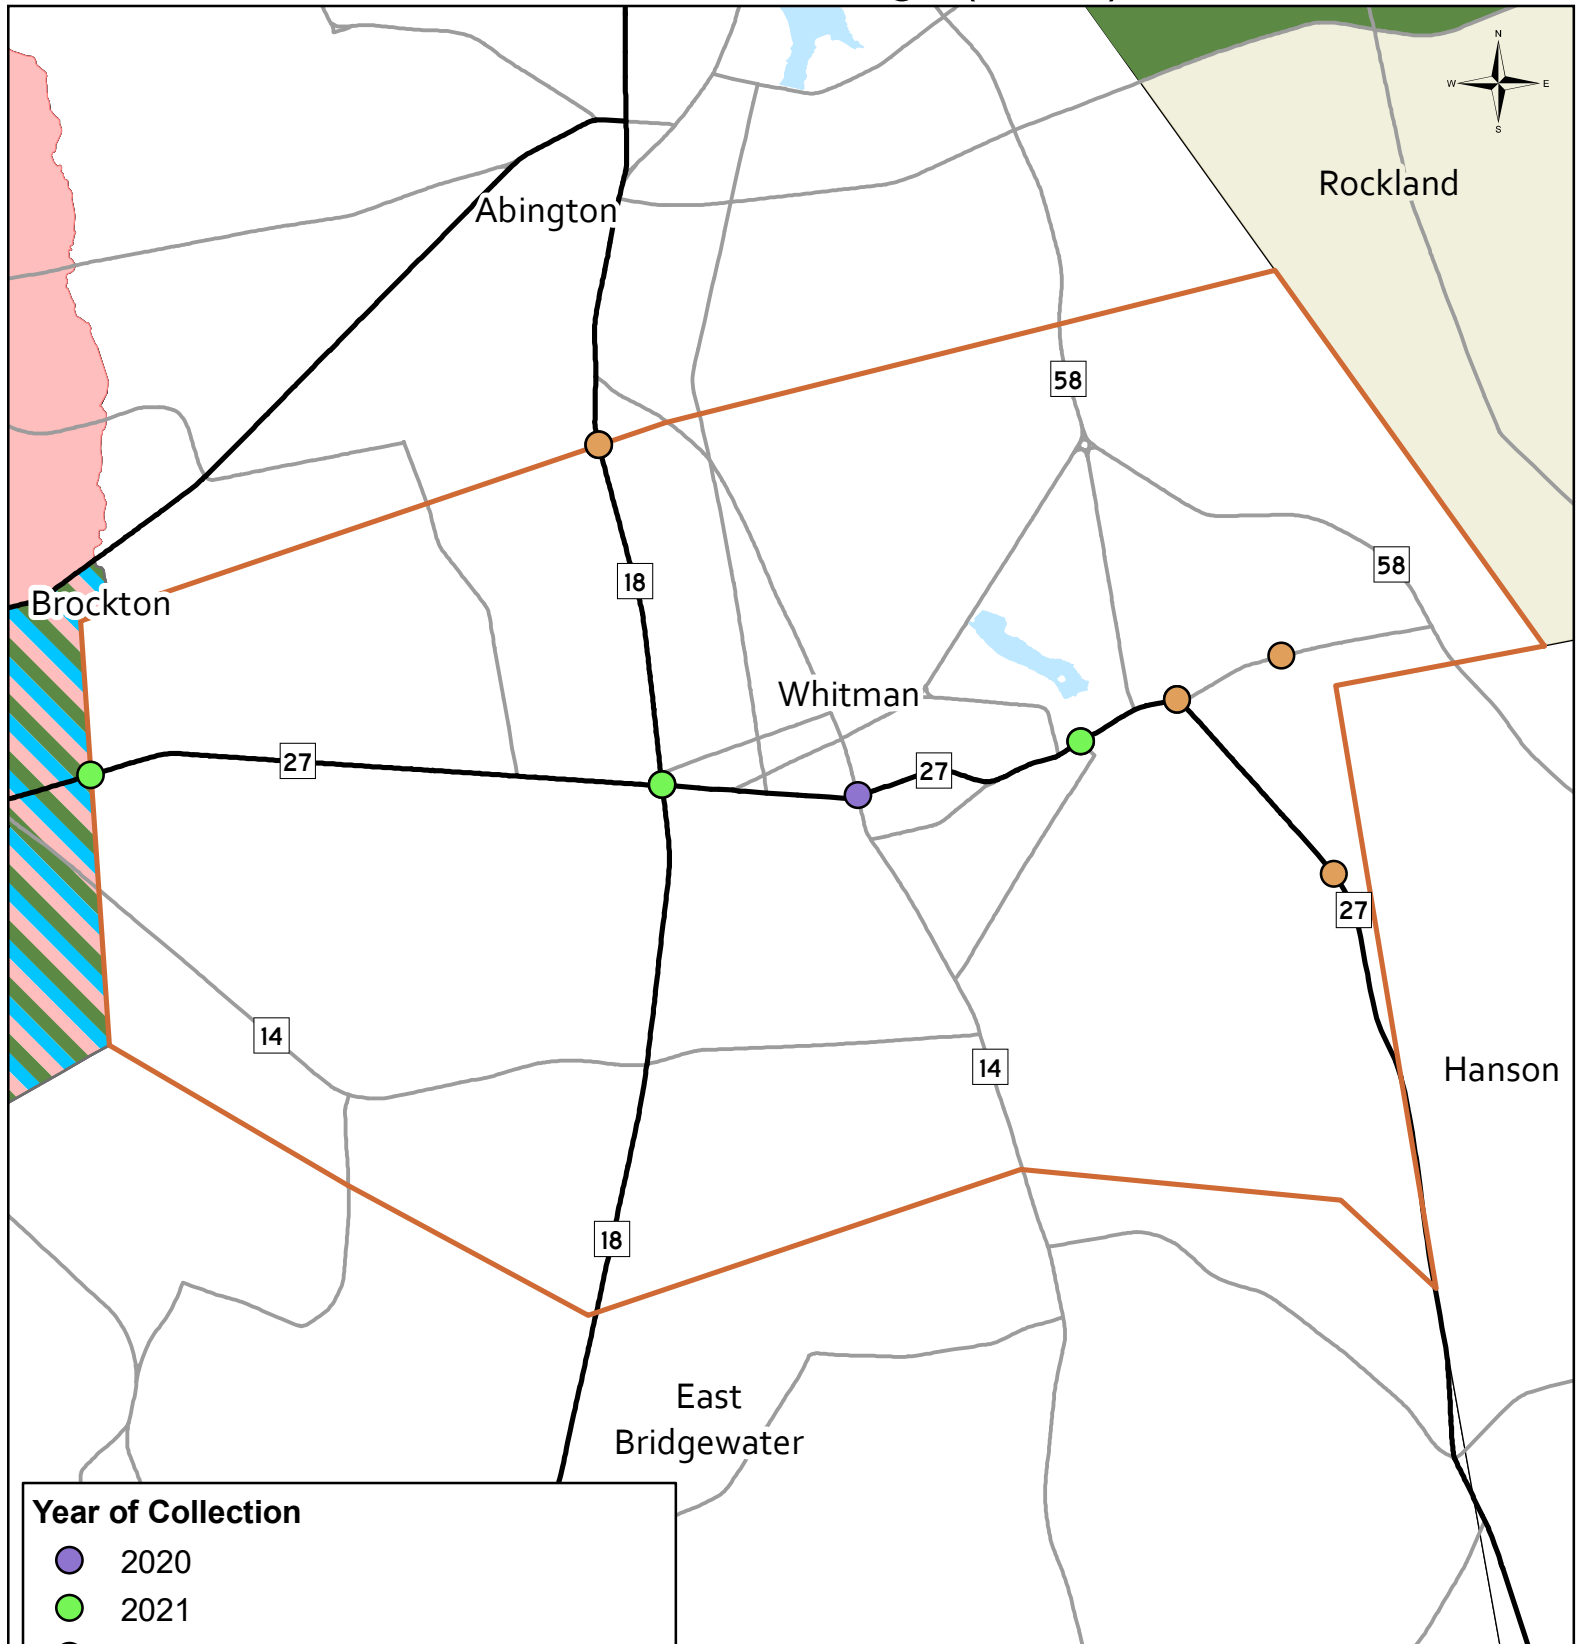 N
W E
S
Rockland
Abington
58
18
58
Brockton
Whitman
27
27
27
14
14
Hanson
18
East
Bridgewater
Year of Collection
2020
2021